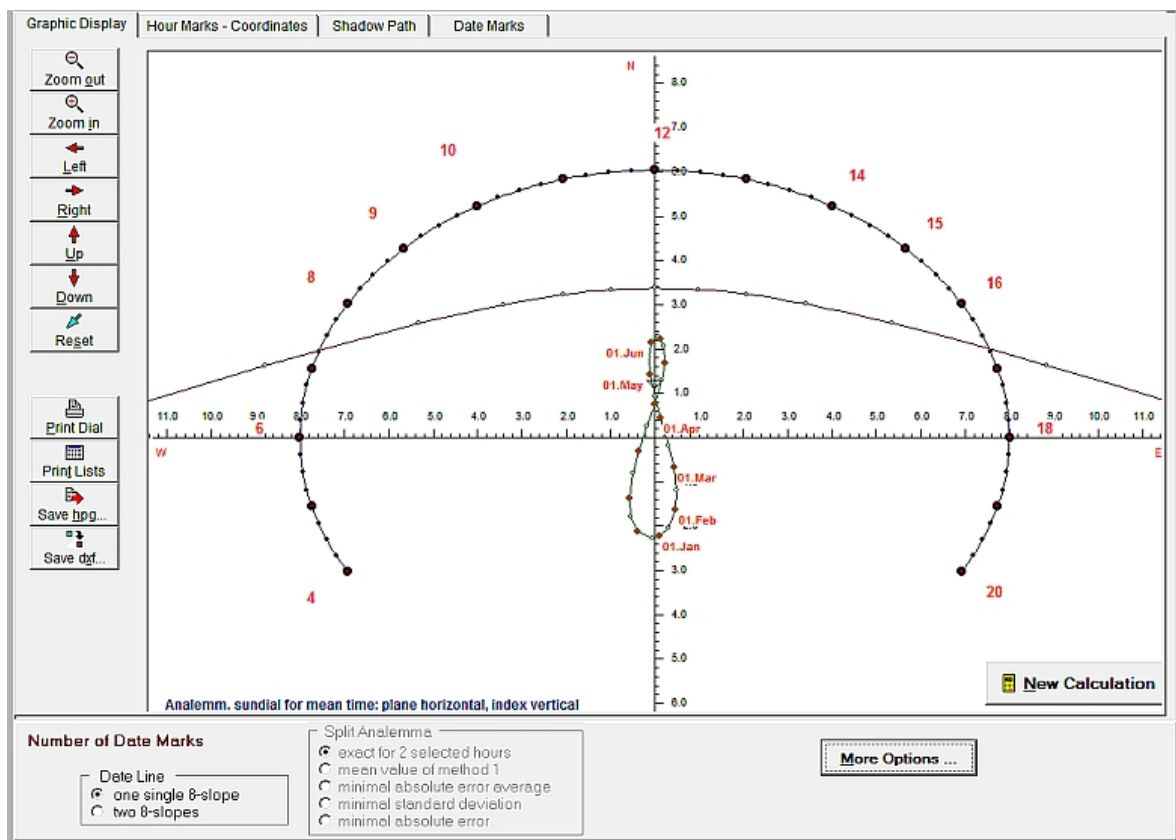 Graphic Display
Hour Marks - Coordinates
Shadow Path
Date Marks
Zoom out
Zoom in
Left
Right
Up
Down
Reset
Print Dial
Print Lists
Save hpg...
Save dxf...
N
8.0
7.0
12
10
6.0
14
9
5.0
15
4.0
8
16
3.0
2.0
01.Jun
01.May
1.0
11.0 10.0 9.0 8.0 7.0 6.0 5.0 4.0 3.0 2.0 1.0 1.0 2.0 3.0 4.0 5.0 6.0 7.0 8.0 9.0 10.0 11.0
6
01.Apr
18
W
E
01.Mar
01.Feb
01.Jan
3.0
4
20
4.0
5.0
6.0
Analemm. sundial for mean time: plane horizontal, index vertical
New Calculation
Number of Date Marks
Date Line
one single 8-slope
two 8-slopes
Split Analemma
exact for 2 selected hours
mean value of method 1
minimal absolute error average
minimal standard deviation
minimal absolute error
More Options ...